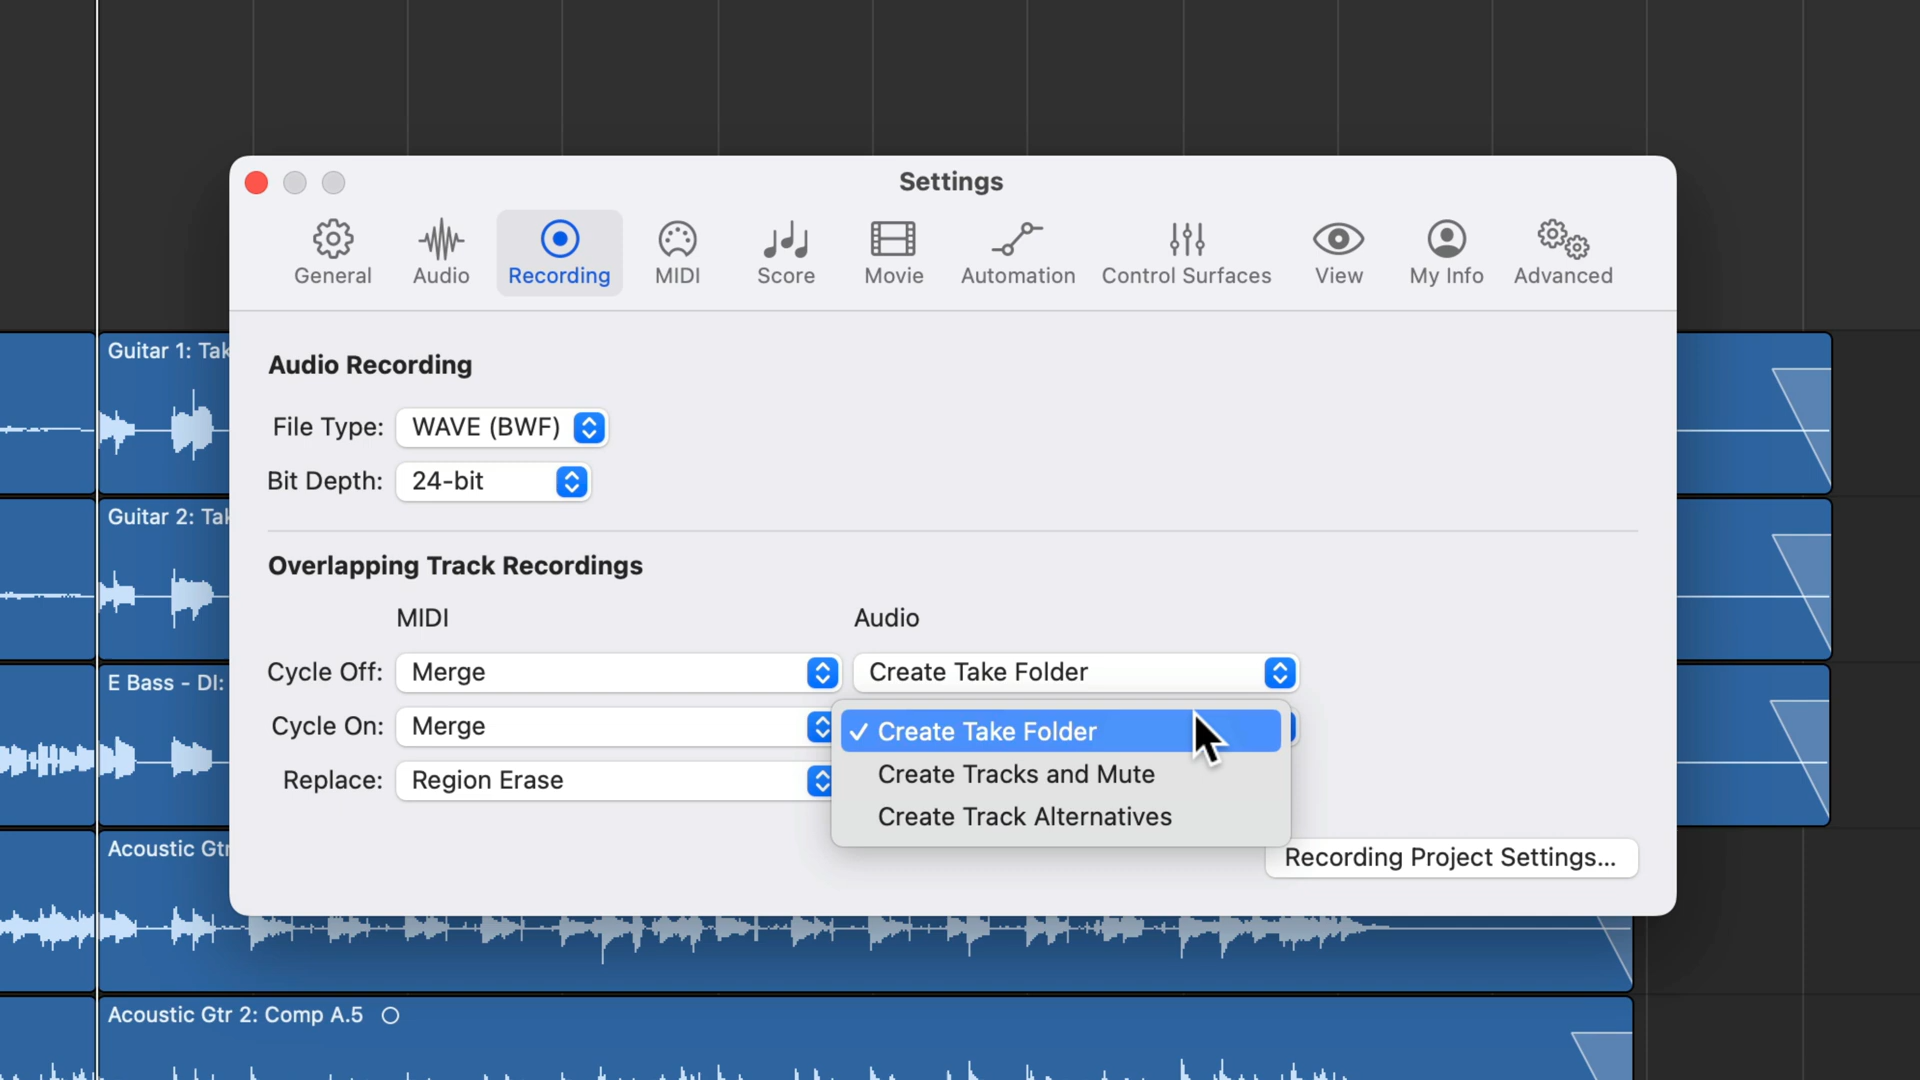 Settings
General
Audio
Recording
MIDI
Score
Movie
Automation
Control Surfaces
View
My Info
Advanced
Guitar 1: Tak
Audio Recording
File Type: WAVE (BWF)
Bit Depth: 24-bit
Guitar 2: Tak
Overlapping Track Recordings
MIDI Audio
Cycle Off: Merge Create Take Folder
E Bass - DI:
Cycle On: Merge
✓ Create Take Folder
Replace: Region Erase
Create Tracks and Mute
Create Track Alternatives
Acoustic Gtr
Recording Project Settings...
Acoustic Gtr 2: Comp A.5